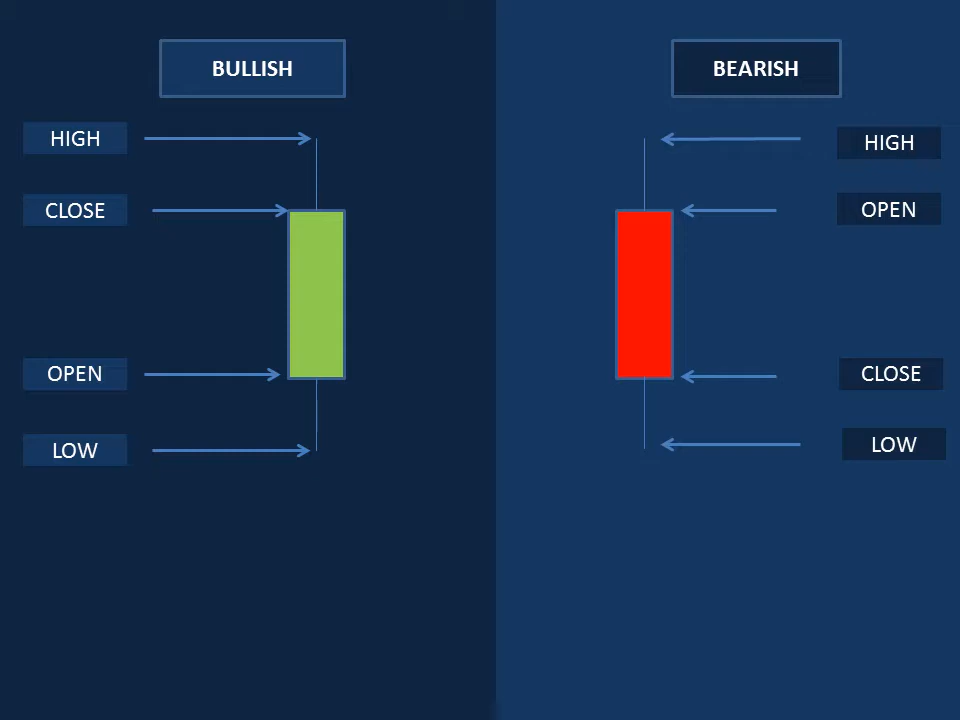 BULLISH
HIGH
CLOSE
OPEN
LOW
BEARISH
HIGH
OPEN
CLOSE
LOW